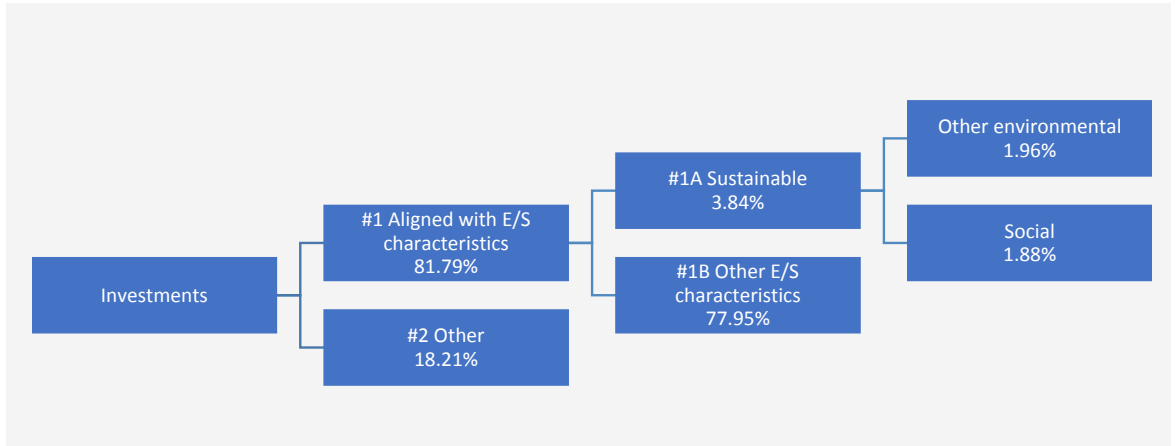 Investments
#1 Aligned with E/S
characteristics
81.79%
#2 Other
18.21%
#1A Sustainable
3.84%
#1B Other E/S
characteristics
77.95%
Other environmental
1.96%
Social
1.88%